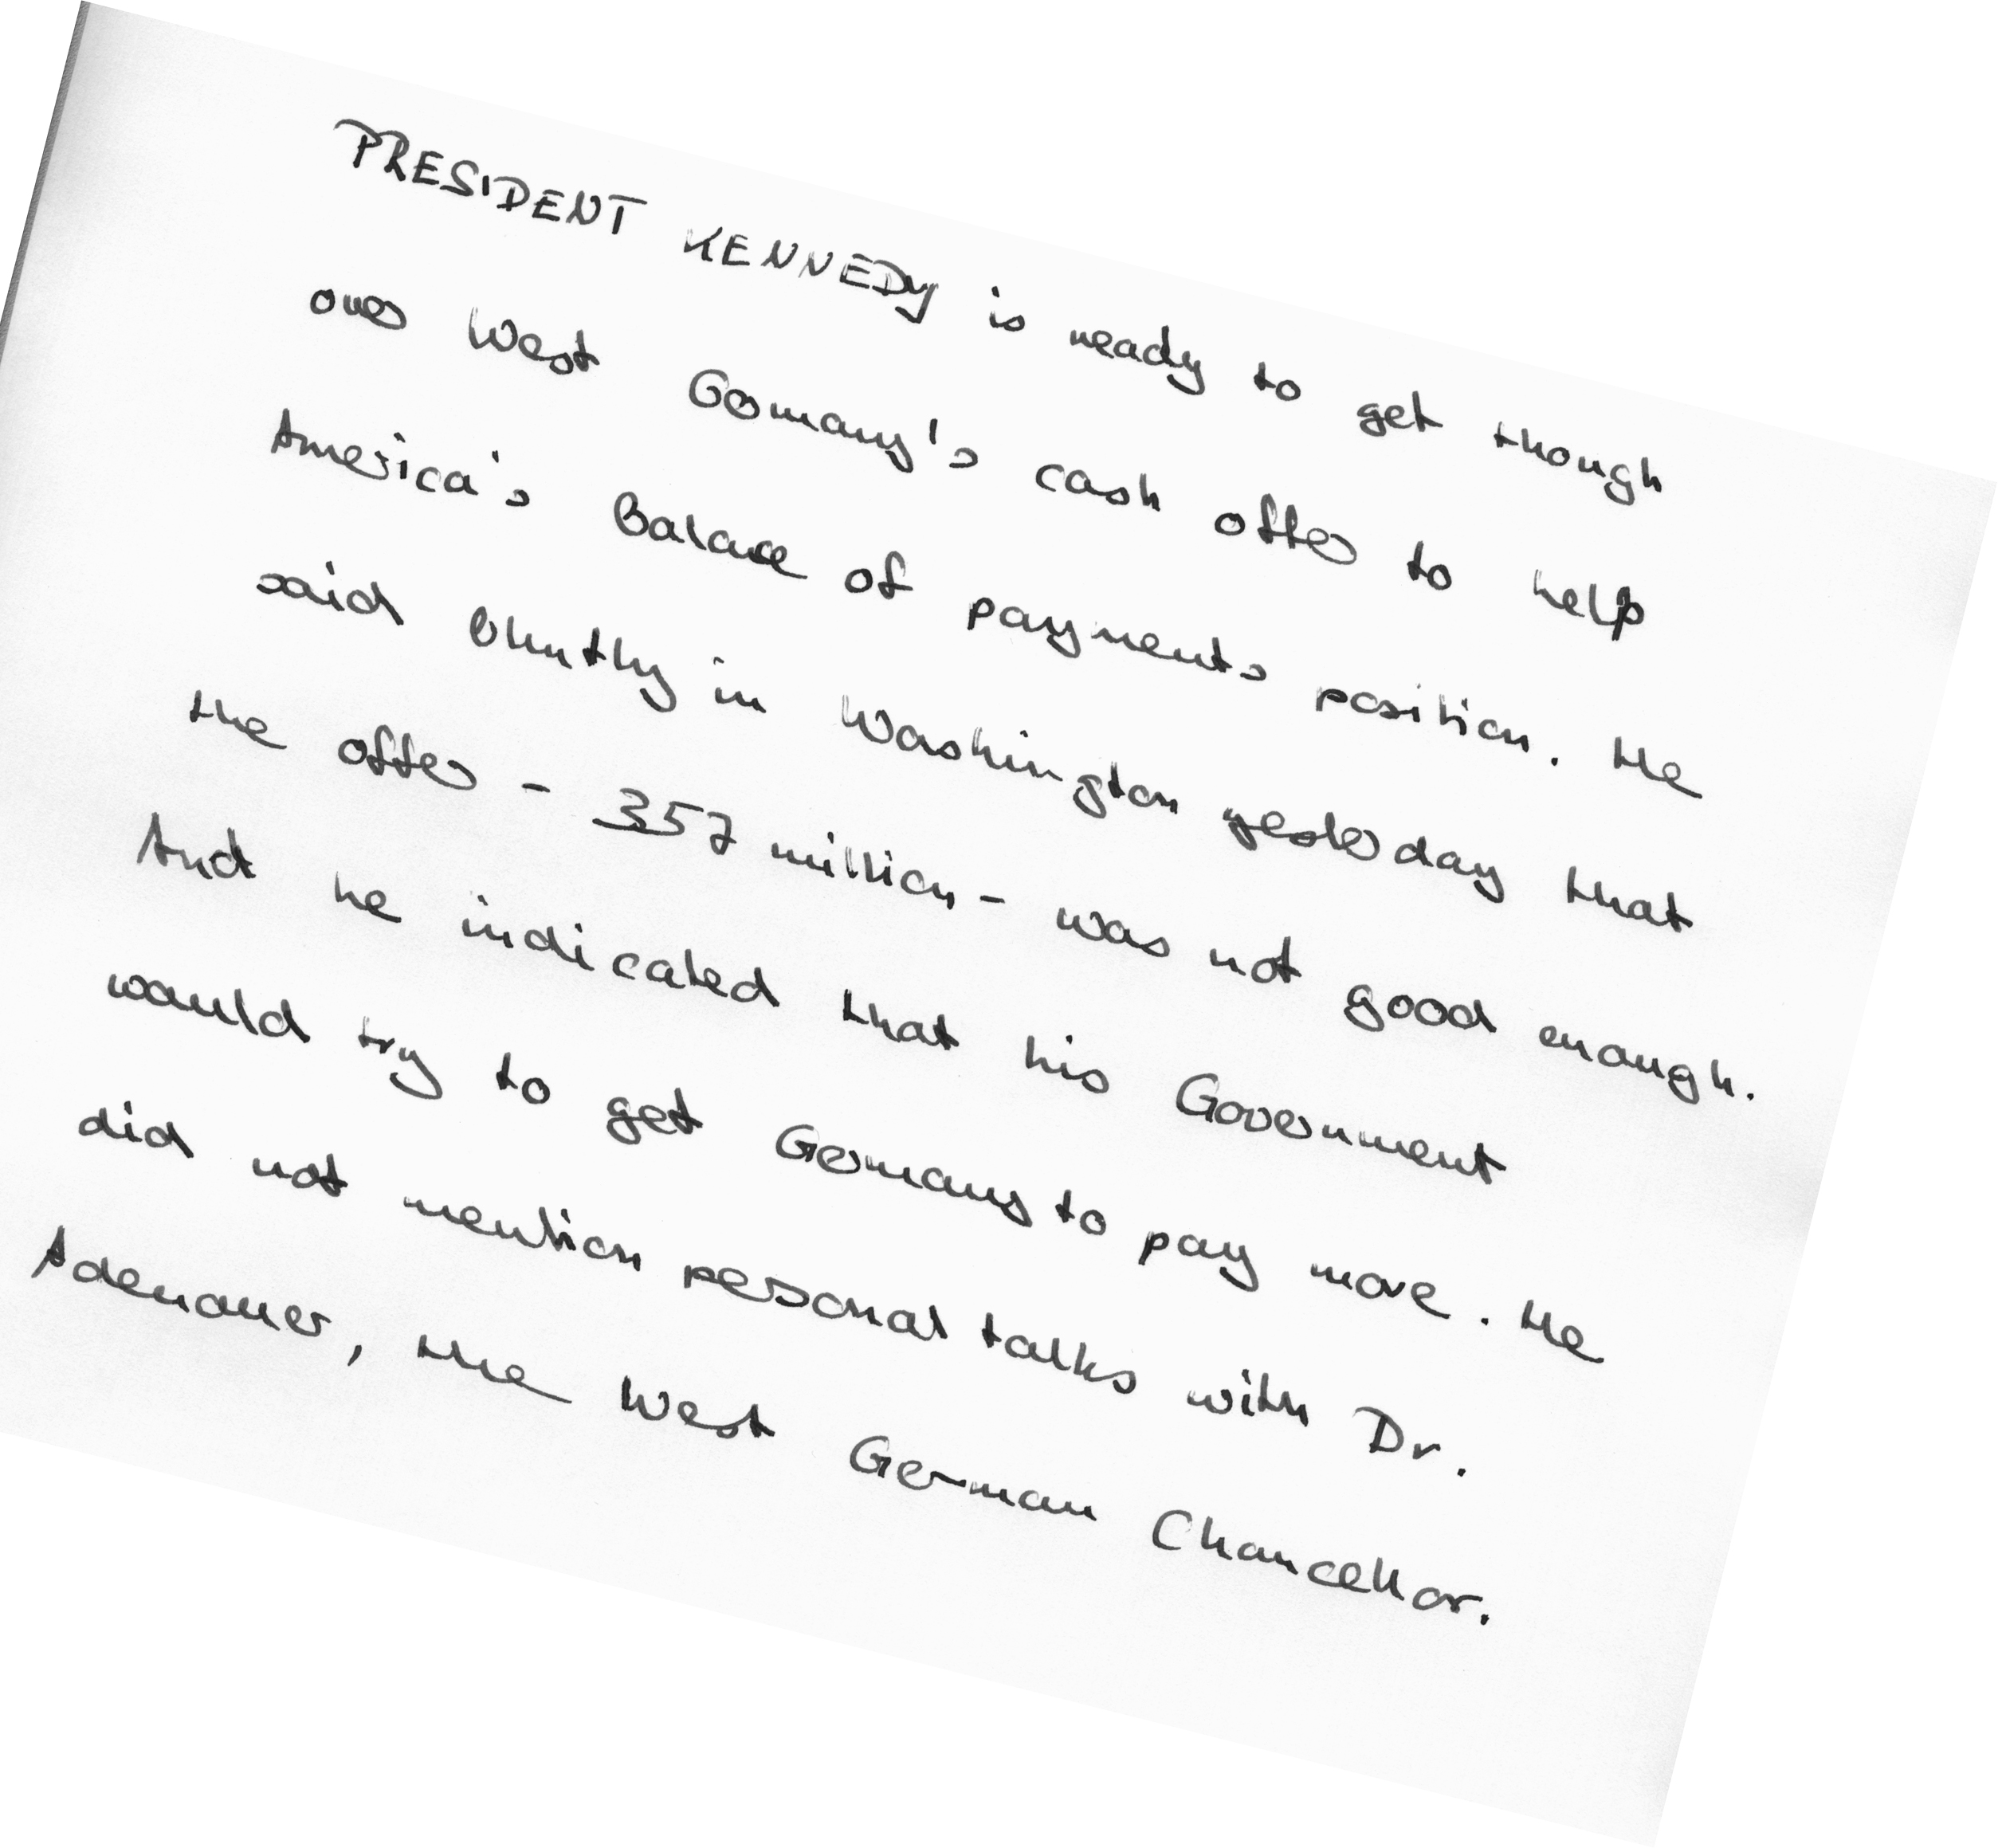 PRESIDENT KENNEDY is ready to get though
over West Germany's cash offer to help
America's Balance of payments position. He
said bluntly in Washington yesterday that
the offer - 357 million - was not good enough.
And he indicated that his Government
would try to get Germany to pay more. He
did not mention personal talks with Dr.
Adenauer, the West German Chancellor.